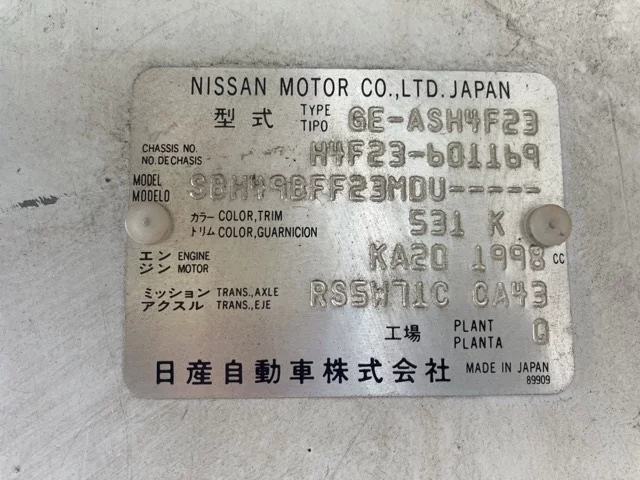 NISSAN MOTOR CO.,LTD.JAPAN
型式 TYPE TIPO GE-ASH4F23
CHASSIS NO. NO.DE CHASIS H4F23-601169
MODEL MODELO SBH49BFF23MDU-----
カラー COLOR,TRIM トリム COLOR,GUARNICION 531 K
エンジン ENGINE MOTOR KA20 1998 CC
ミッション TRANS.,AXLE アクスル TRANS.,EJE RS5W71C CA43
工場 PLANT PLANTA Q
日産自動車株式会社 MADE IN JAPAN
89909